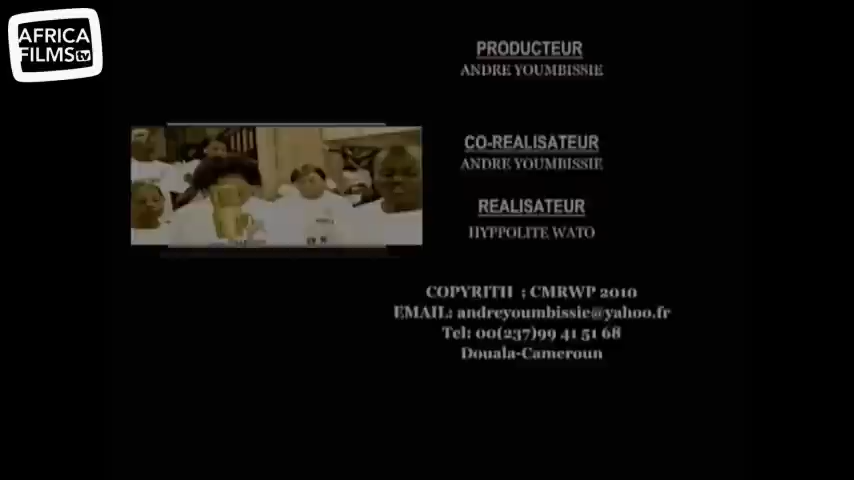 AFRICA
FILMS tv
PRODUCTEUR
ANDRE YOUMBISSIE
CO-REALISATEUR
ANDRE YOUMBISSIE
REALISATEUR
HYPPOLITE WATO
COPYRITH : CMRWP 2010
EMAIL: andreyoumbissie@yahoo.fr
Tel: 00(237)99 41 51 68
Douala-Cameroun